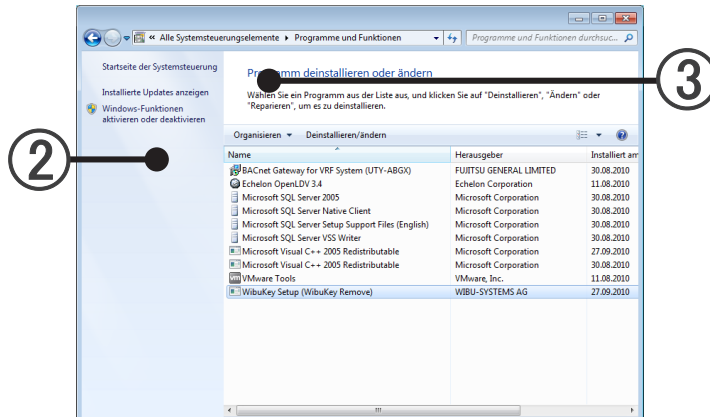 « Alle Systemsteuerungselemente ▸ Programme und Funktionen
Programme und Funktionen durchsuc...
Startseite der Systemsteuerung
Installierte Updates anzeigen
Windows-Funktionen
aktivieren oder deaktivieren
Programm deinstallieren oder ändern
Wählen Sie ein Programm aus der Liste aus, und klicken Sie auf "Deinstallieren", "Ändern" oder
"Reparieren", um es zu deinstallieren.
3
2
Organisieren ▼ Deinstallieren/ändern
Name Herausgeber Installiert am
BACnet Gateway for VRF System (UTY-ABGX) FUJITSU GENERAL LIMITED 30.08.2010
Echelon OpenLDV 3.4 Echelon Corporation 11.08.2010
Microsoft SQL Server 2005 Microsoft Corporation 30.08.2010
Microsoft SQL Server Native Client Microsoft Corporation 30.08.2010
Microsoft SQL Server Setup Support Files (English) Microsoft Corporation 30.08.2010
Microsoft SQL Server VSS Writer Microsoft Corporation 30.08.2010
Microsoft Visual C++ 2005 Redistributable Microsoft Corporation 27.09.2010
Microsoft Visual C++ 2005 Redistributable Microsoft Corporation 30.08.2010
vm VMware Tools VMware, Inc. 11.08.2010
WibuKey Setup (WibuKey Remove) WIBU-SYSTEMS AG 27.09.2010